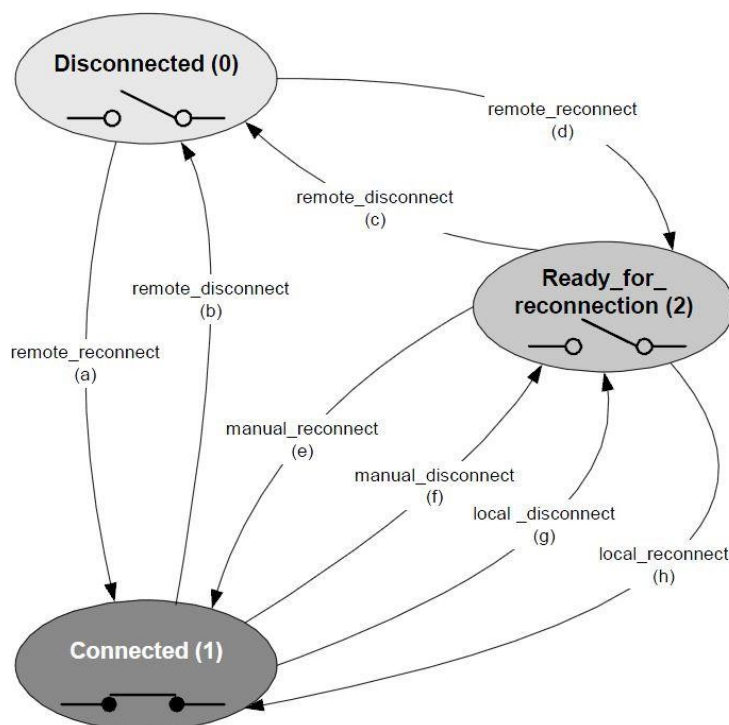 Disconnected (0)
remote_reconnect
(d)
remote_disconnect
(c)
Ready_for_
reconnection (2)
remote_disconnect
(b)
remote_reconnect
(a)
manual_reconnect
(e)
manual_disconnect
(f)
local _disconnect
(g)
local_reconnect
(h)
Connected (1)